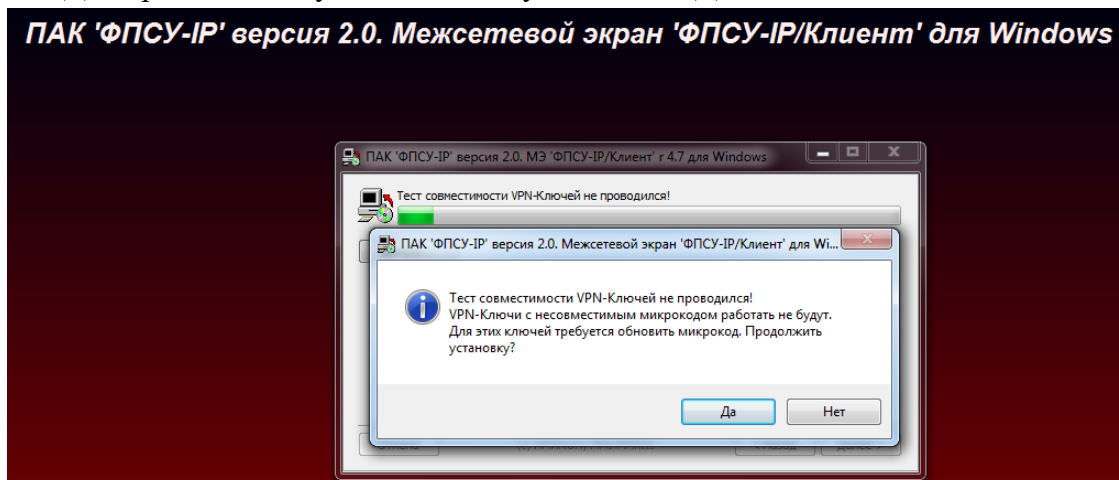 ПАК 'ФПСУ-IP' версия 2.0. Межсетевой экран 'ФПСУ-IP/Клиент' для Windows
ПАК 'ФПСУ-IP' версия 2.0. МЭ 'ФПСУ-IP/Клиент' r 4.7 для Windows
Тест совместимости VPN-Ключей не проводился!
ПАК 'ФПСУ-IP' версия 2.0. Межсетевой экран 'ФПСУ-IP/Клиент' для Wi...
Тест совместимости VPN-Ключей не проводился!
VPN-Ключи с несовместимым микрокодом работать не будут.
Для этих ключей требуется обновить микрокод. Продолжить
установку?
Да
Нет